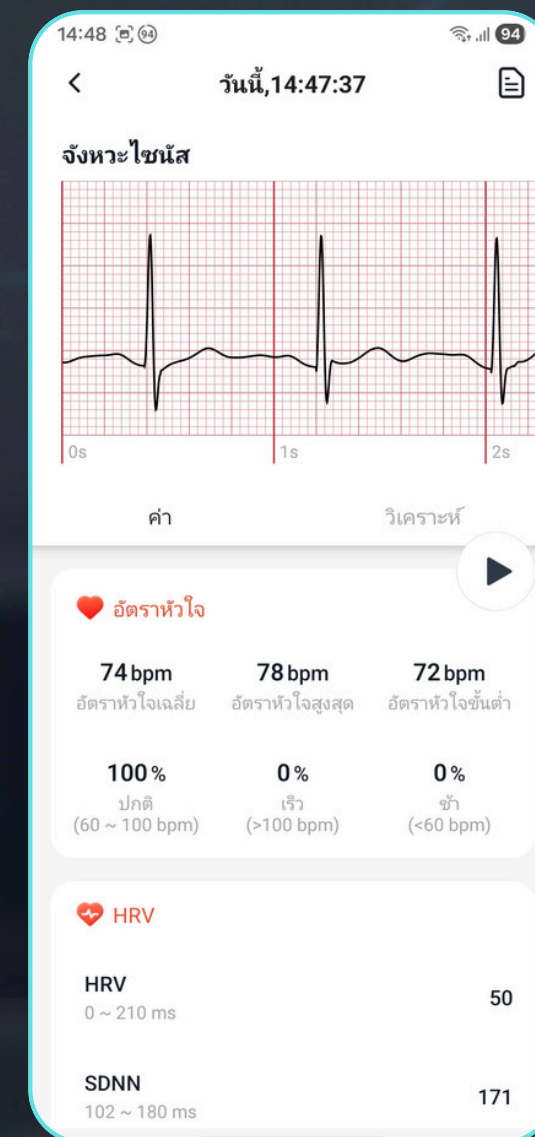 14:48 94 94
วันนี้,14:47:37
จังหวะไซนัส
0s 1s 2s
ค่า วิเคราะห์
อัตราหัวใจ
74 bpm 78 bpm 72 bpm
อัตราหัวใจเฉลี่ย อัตราหัวใจสูงสุด อัตราหัวใจขั้นต่ำ
100 % 0 % 0 %
ปกติ เร็ว ช้า
(60 ~ 100 bpm) (>100 bpm) (<60 bpm)
HRV
HRV
50
0 ~ 210 ms
SDNN
171
102 ~ 180 ms